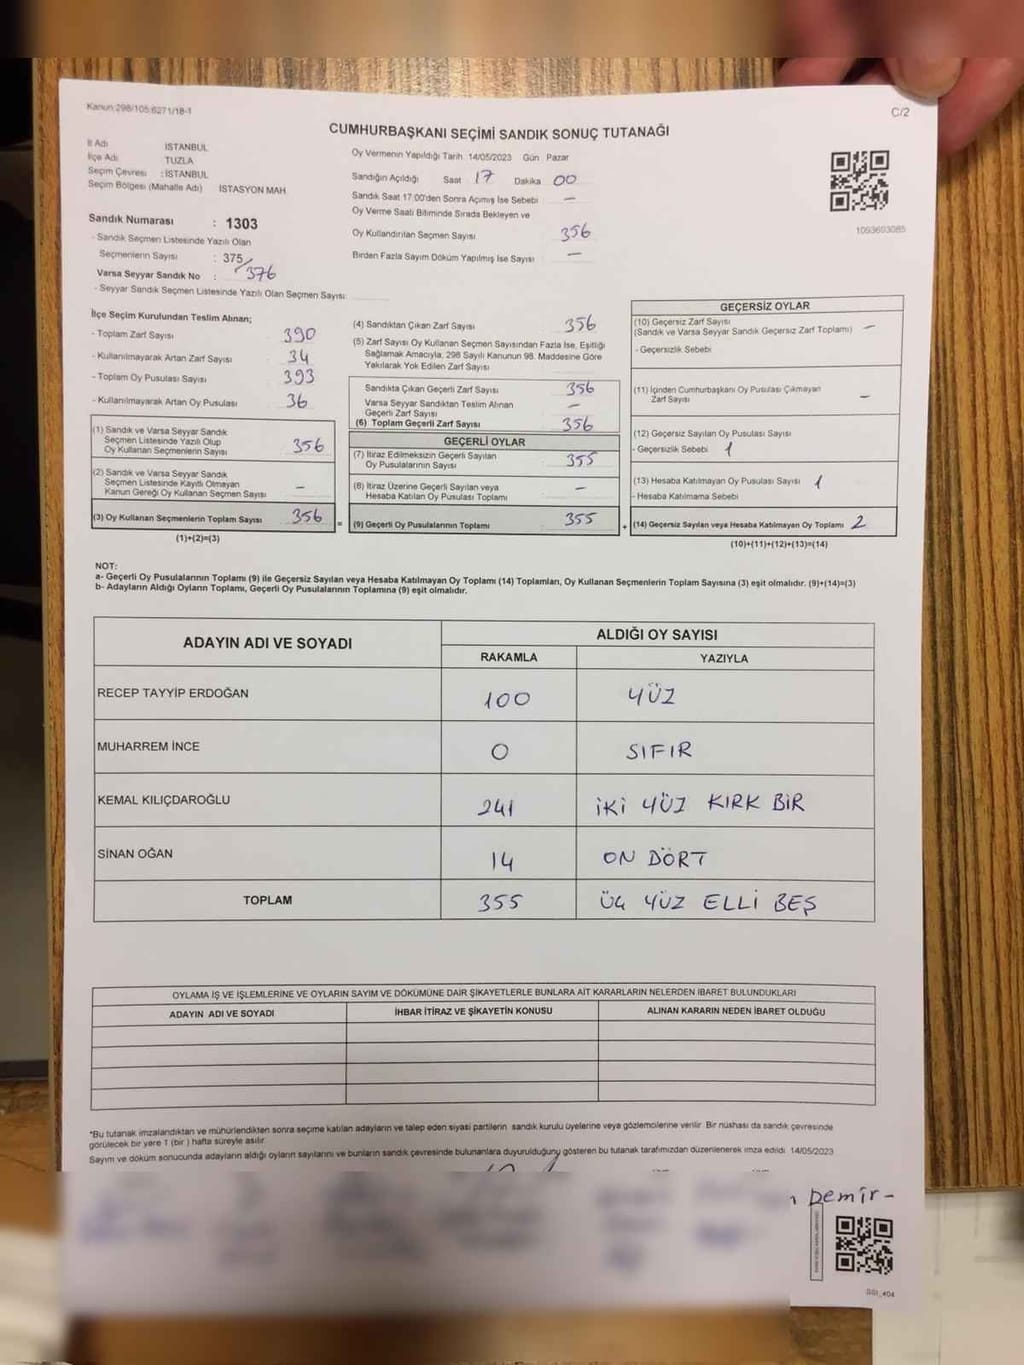 Kanun:298/105:6271/18-1
C/2
CUMHURBAŞKANI SEÇİMİ SANDIK SONUÇ TUTANAĞI
İl Adı İSTANBUL
İlçe Adı TUZLA
Seçim Çevresi : İSTANBUL
Seçim Bölgesi (Mahalle Adı) İSTASYON MAH.
Sandık Numarası : 1303
- Sandık Seçmen Listesinde Yazılı Olan
Seçmenlerin Sayısı : 375
376
Varsa Seyyar Sandık No :
- Seyyar Sandık Seçmen Listesinde Yazılı Olan Seçmen Sayısı:
Oy Vermenin Yapıldığı Tarih 14/05/2023 Gün Pazar
Sandığın Açıldığı Saat 17 Dakika 00
Sandık Saat 17.00'den Sonra Açımış İse Sebebi —
Oy Verme Saati Bitiminde Sırada Bekleyen ve
Oy Kullandırılan Seçmen Sayısı 356
Birden Fazla Sayım Döküm Yapılmış İse Sayısı —
1093693085
İlçe Seçim Kurulundan Teslim Alınan;
- Toplam Zarf Sayısı 390
- Kullanılmayarak Artan Zarf Sayısı 34
- Toplam Oy Pusulası Sayısı 393
- Kullanılmayarak Artan Oy Pusulası 36
(1) Sandık ve Varsa Seyyar Sandık
Seçmen Listesinde Yazılı Olup
Oy Kullanan Seçmenlerin Sayısı 356
(2) Sandık ve Varsa Seyyar Sandık
Seçmen Listesinde Kayıtlı Olmayan
Kanun Gereği Oy Kullanan Seçmen Sayısı —
(3) Oy Kullanan Seçmenlerin Toplam Sayısı 356 =
(1)+(2)=(3)
(4) Sandıktan Çıkan Zarf Sayısı 356
(5) Zarf Sayısı Oy Kullanan Seçmen Sayısından Fazla İse, Eşitliği
Sağlamak Amacıyla, 298 Sayılı Kanunun 98. Maddesine Göre
Yakılarak Yok Edilen Zarf Sayısı
Sandıkta Çıkan Geçerli Zarf Sayısı 356
Varsa Seyyar Sandıktan Teslim Alınan
Geçerli Zarf Sayısı —
(6) Toplam Geçerli Zarf Sayısı 356
GEÇERLİ OYLAR
(7) İtiraz Edilmeksizin Geçerli Sayılan
Oy Pusulalarının Sayısı 355
(8) İtiraz Üzerine Geçerli Sayılan veya
Hesaba Katılan Oy Pusulası Toplamı —
(9) Geçerli Oy Pusulalarının Toplamı 355 +
GEÇERSİZ OYLAR
(10) Geçersiz Zarf Sayısı
(Sandık ve Varsa Seyyar Sandık Geçersiz Zarf Toplamı) —
- Geçersizlik Sebebi
(11) İçinden Cumhurbaşkanı Oy Pusulası Çıkmayan
Zarf Sayısı —
(12) Geçersiz Sayılan Oy Pusulası Sayısı
- Geçersizlik Sebebi 1
(13) Hesaba Katılmayan Oy Pusulası Sayısı 1
- Hesaba Katılmama Sebebi
(14) Geçersiz Sayılan veya Hesaba Katılmayan Oy Toplamı 2
(10)+(11)+(12)+(13)=(14)
NOT:
a- Geçerli Oy Pusulalarının Toplamı (9) ile Geçersiz Sayılan veya Hesaba Katılmayan Oy Toplamı (14) Toplamları, Oy Kullanan Seçmenlerin Toplam Sayısına (3) eşit olmalıdır. (9)+(14)=(3)
b- Adayların Aldığı Oyların Toplamı, Geçerli Oy Pusulalarının Toplamına (9) eşit olmalıdır.
ADAYIN ADI VE SOYADI ALDIĞI OY SAYISI
RAKAMLA YAZIYLA
RECEP TAYYİP ERDOĞAN 100 YÜZ
MUHARREM İNCE 0 SIFIR
KEMAL KILIÇDAROĞLU 241 İKİ YÜZ KIRK BİR
SİNAN OĞAN 14 ON DÖRT
TOPLAM 355 ÜÇ YÜZ ELLİ BEŞ
OYLAMA İŞ VE İŞLEMLERİNE VE OYLARIN SAYIM VE DÖKÜMÜNE DAİR ŞİKAYETLERLE BUNLARA AİT KARARLARIN NELERDEN İBARET BULUNDUKLARI
ADAYIN ADI VE SOYADI İHBAR İTİRAZ VE ŞİKAYETİN KONUSU ALINAN KARARIN NEDEN İBARET OLDUĞU
*Bu tutanak imzalandıktan ve mühürlendikten sonra seçime katılan adayların ve talep eden siyasi partilerin sandık kurulu üyelerine veya gözlemcilerine verilir. Bir nüshası da sandık çevresinde
görülecek bir yere 1 (bir) hafta süreyle asılır.
Sayım ve döküm sonucunda adayların aldığı oyların sayılarını ve bunların sandık çevresinde bulunanlara duyurulduğunu gösteren bu tutanak tarafımızdan düzenlenerek imza edildi. 14/05/2023
Demir-